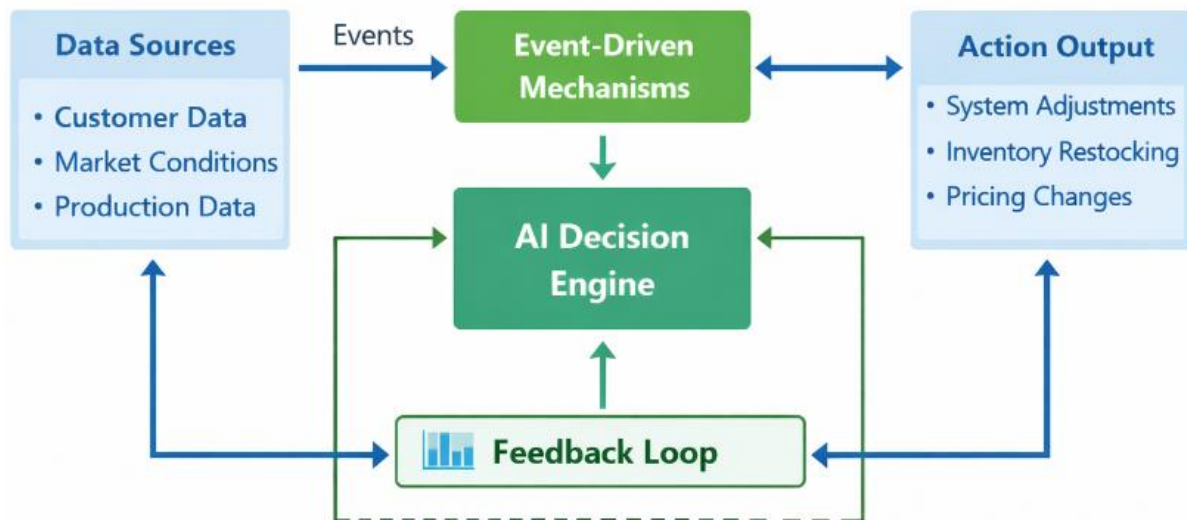 Data Sources
• Customer Data
• Market Conditions
• Production Data
Events
Event-Driven
Mechanisms
Action Output
• System Adjustments
• Inventory Restocking
• Pricing Changes
AI Decision
Engine
Feedback Loop